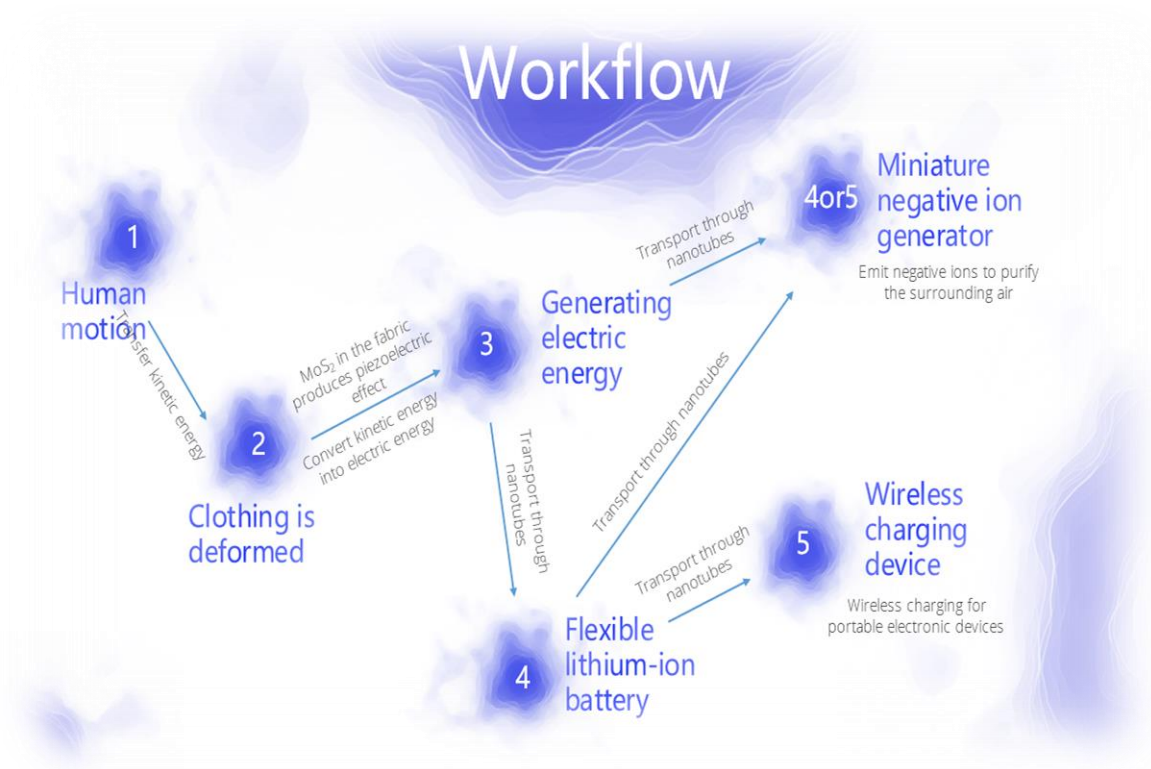 Workflow
1
Human
motion
Transfer kinetic energy
2
Clothing is
deformed
MoS₂ in the fabric
produces piezoelectric
effect
Convert kinetic energy
into electric energy
3
Generating
electric
energy
Transport through
nanotubes
4or5
Miniature
negative ion
generator
Emit negative ions to purify
the surrounding air
Transport through
nanotubes
4
Flexible
lithium-ion
battery
Transport through nanotubes
Transport through
nanotubes
5
Wireless
charging
device
Wireless charging for
portable electronic devices